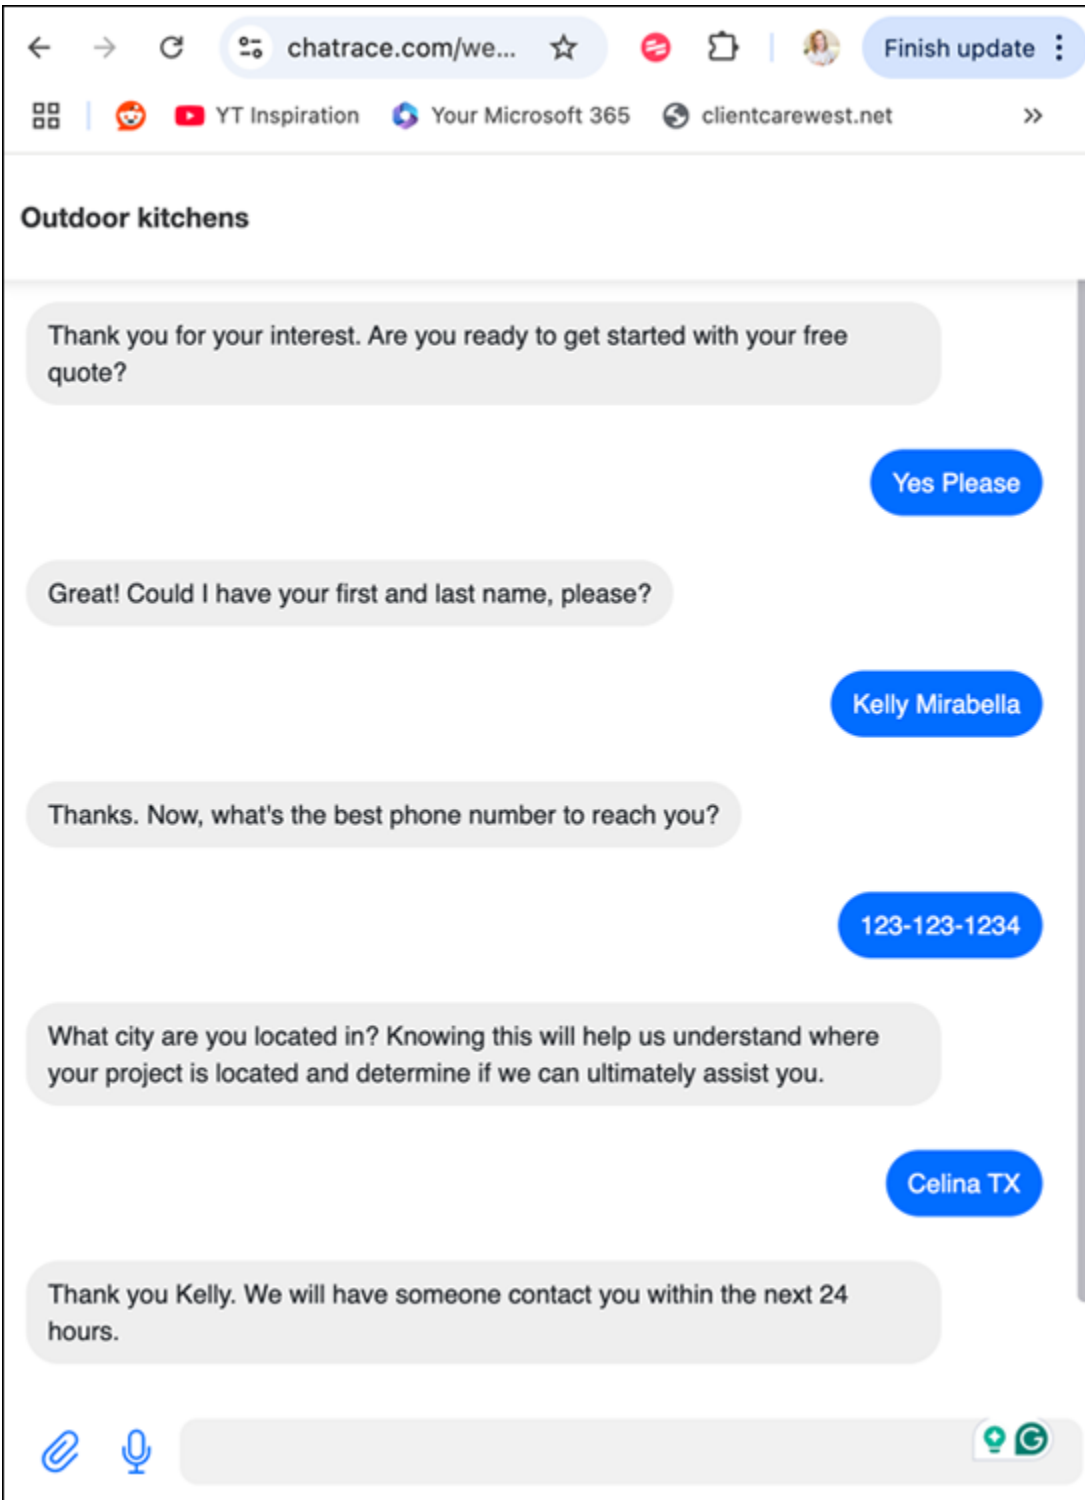 chatrace.com/we...
Finish update
YT Inspiration
Your Microsoft 365
clientcarewest.net
Outdoor kitchens
Thank you for your interest. Are you ready to get started with your free
quote?
Yes Please
Great! Could I have your first and last name, please?
Kelly Mirabella
Thanks. Now, what's the best phone number to reach you?
123-123-1234
What city are you located in? Knowing this will help us understand where
your project is located and determine if we can ultimately assist you.
Celina TX
Thank you Kelly. We will have someone contact you within the next 24
hours.